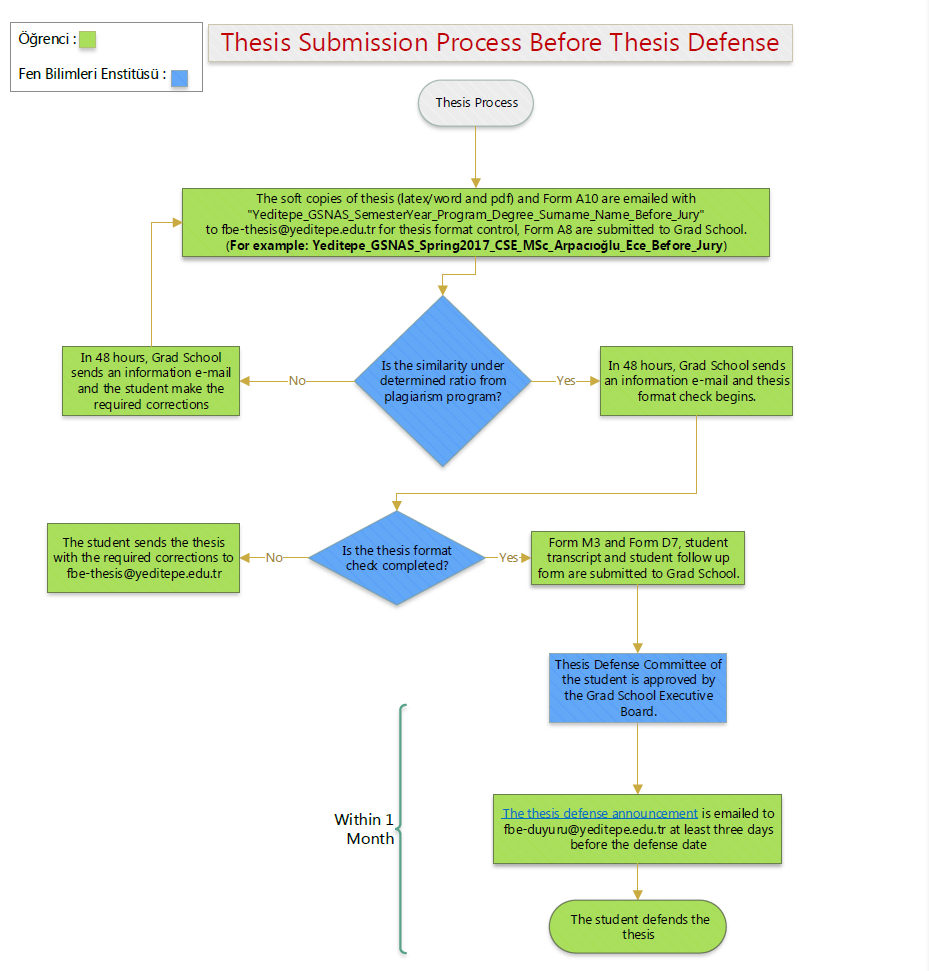 Öğrenci :
Fen Bilimleri Enstitüsü :
Thesis Submission Process Before Thesis Defense
Thesis Process
The soft copies of thesis (latex/word and pdf) and Form A10 are emailed with
"Yeditepe_GSNAS_SemesterYear_Program_Degree_Surname_Name_Before_Jury"
to fbe-thesis@yeditepe.edu.tr for thesis format control, Form A8 are submitted to Grad School.
(For example: Yeditepe_GSNAS_Spring2017_CSE_MSc_Arpacıoğlu_Ece_Before_Jury)
In 48 hours, Grad School
sends an information e-mail
and the student make the
required corrections
No
Is the similarity under
determined ratio from
plagiarism program?
Yes
In 48 hours, Grad School sends
an information e-mail and thesis
format check begins.
The student sends the thesis
with the required corrections to
fbe-thesis@yeditepe.edu.tr
No
Is the thesis format
check completed?
Yes
Form M3 and Form D7, student
transcript and student follow up
form are submitted to Grad School.
Thesis Defense Committee of
the student is approved by
the Grad School Executive
Board.
Within 1
Month
The thesis defense announcement is emailed to
fbe-duyuru@yeditepe.edu.tr at least three days
before the defense date
The student defends the
thesis